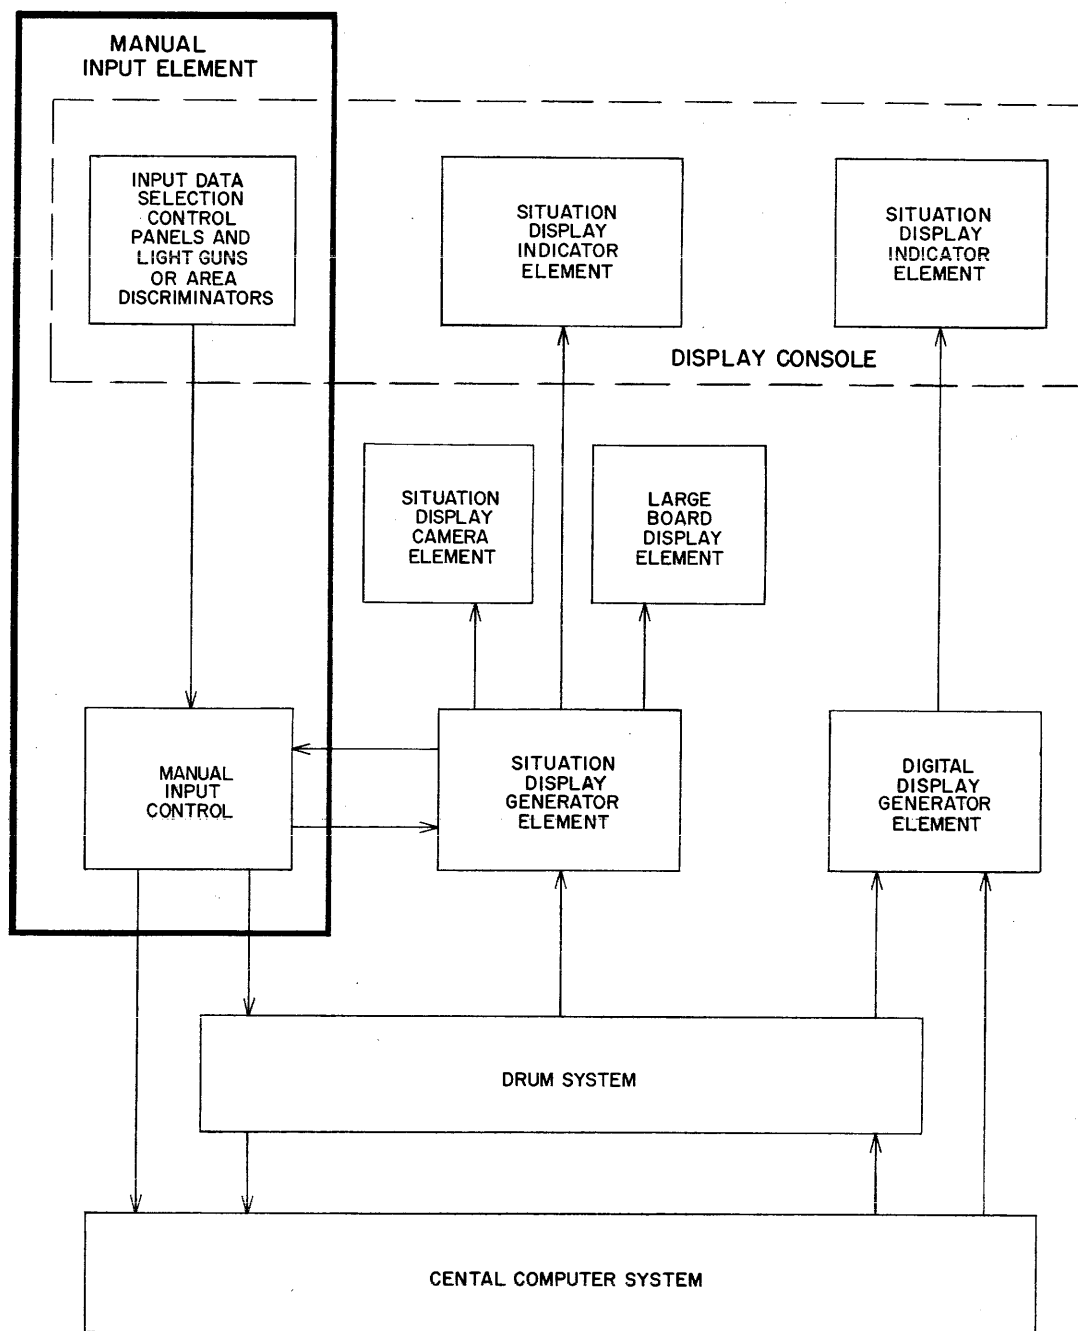 MANUAL
INPUT ELEMENT
INPUT DATA
SELECTION
CONTROL
PANELS AND
LIGHT GUNS
OR AREA
DISCRIMINATORS
SITUATION
DISPLAY
INDICATOR
ELEMENT
SITUATION
DISPLAY
INDICATOR
ELEMENT
DISPLAY CONSOLE
SITUATION
DISPLAY
CAMERA
ELEMENT
LARGE
BOARD
DISPLAY
ELEMENT
MANUAL
INPUT
CONTROL
SITUATION
DISPLAY
GENERATOR
ELEMENT
DIGITAL
DISPLAY
GENERATOR
ELEMENT
DRUM SYSTEM
CENTAL COMPUTER SYSTEM